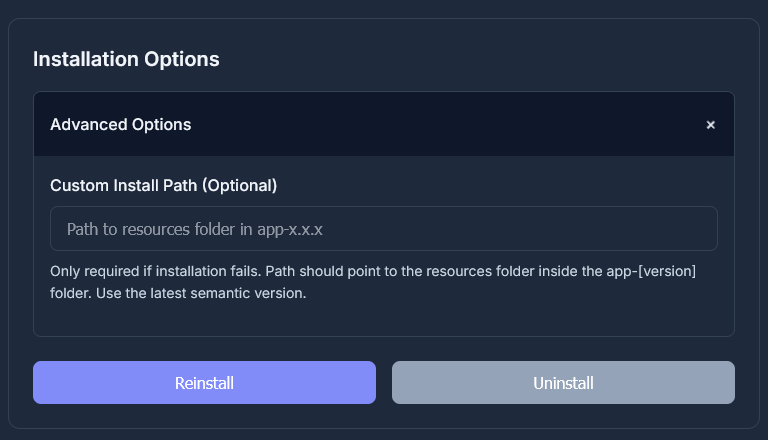 Installation Options
Advanced Options
×
Custom Install Path (Optional)
Path to resources folder in app-x.x.x
Only required if installation fails. Path should point to the resources folder inside the app-[version]
folder. Use the latest semantic version.
Reinstall
Uninstall